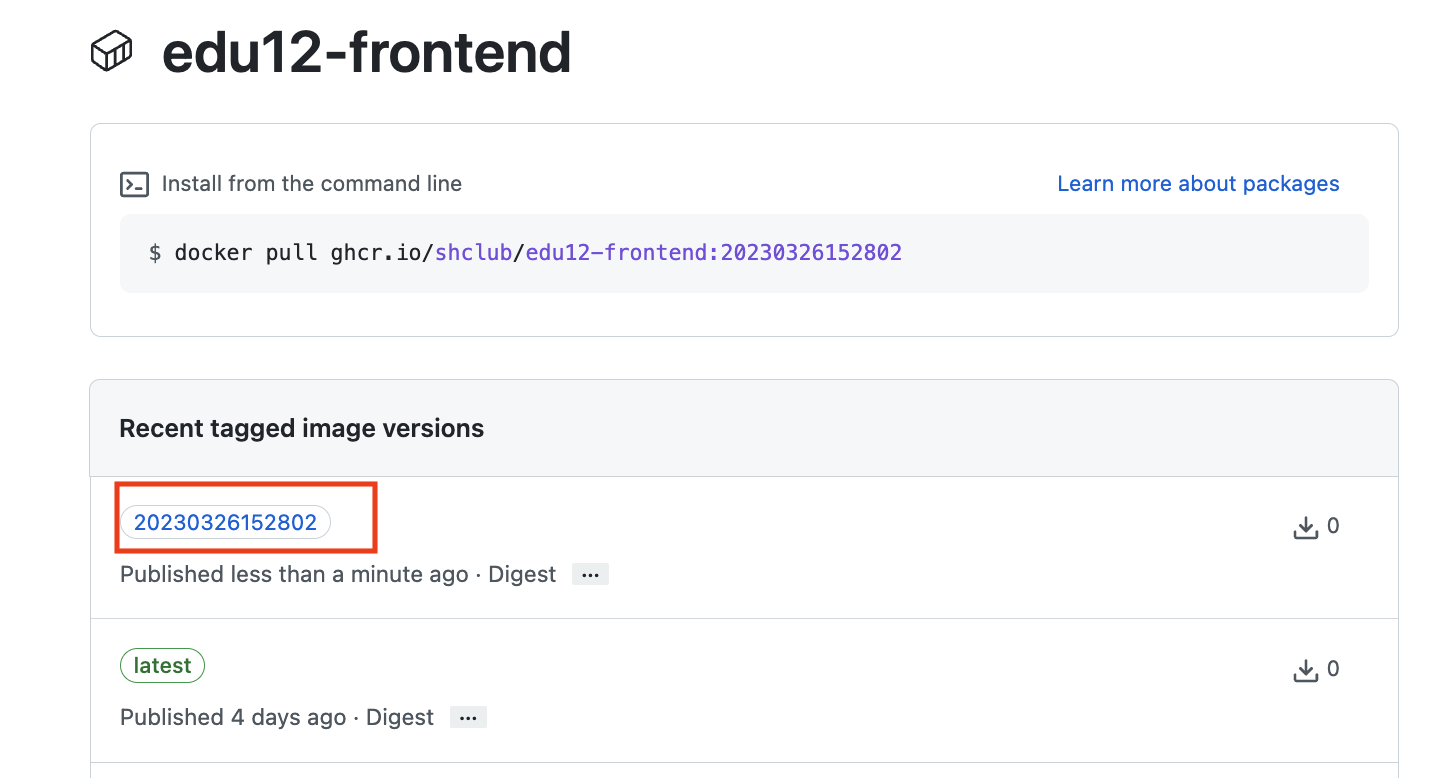 edu12-frontend
Install from the command line
Learn more about packages
$ docker pull ghcr.io/shclub/edu12-frontend:20230326152802
Recent tagged image versions
20230326152802
0
Published less than a minute ago · Digest ...
latest
0
Published 4 days ago · Digest ...